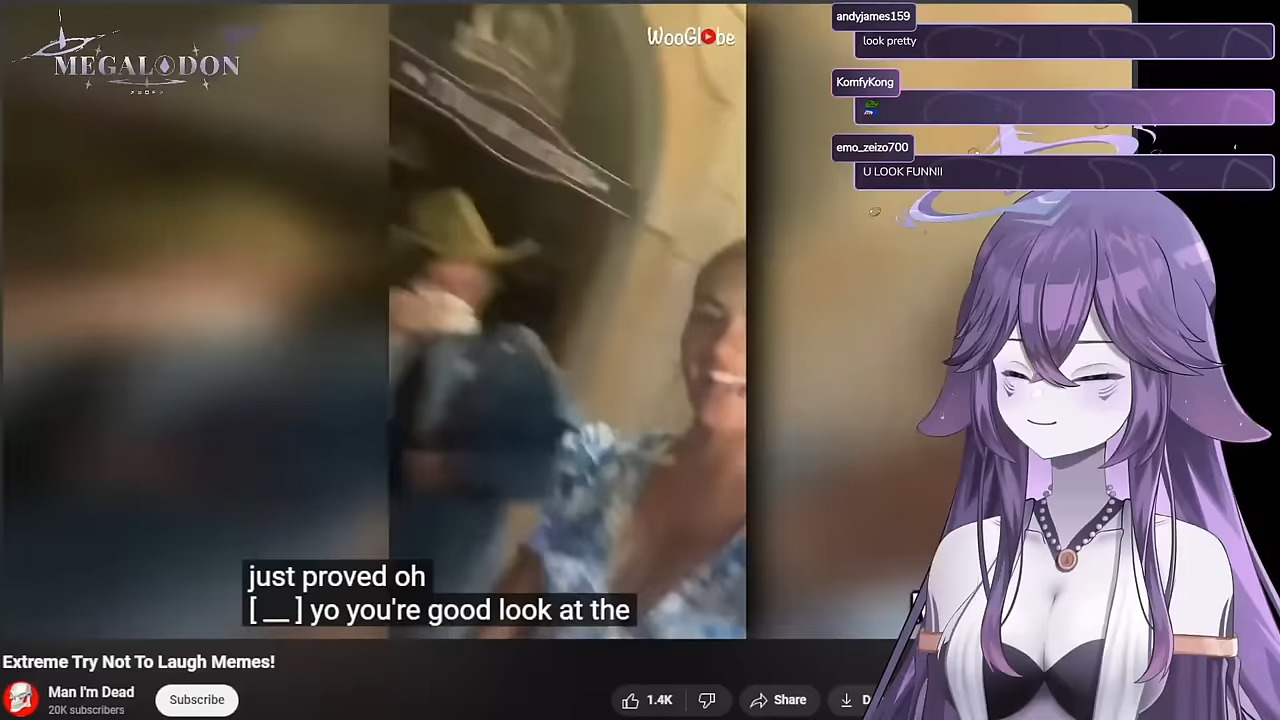 MEGALODON
WooGlobe
andyjames159
look pretty
KomfyKong
emo_zeizo700
U LOOK FUNNII
just proved oh
[ __ ] yo you're good look at the
Extreme Try Not To Laugh Memes!
Man I'm Dead
20K subscribers
Subscribe
1.4K
Share
D